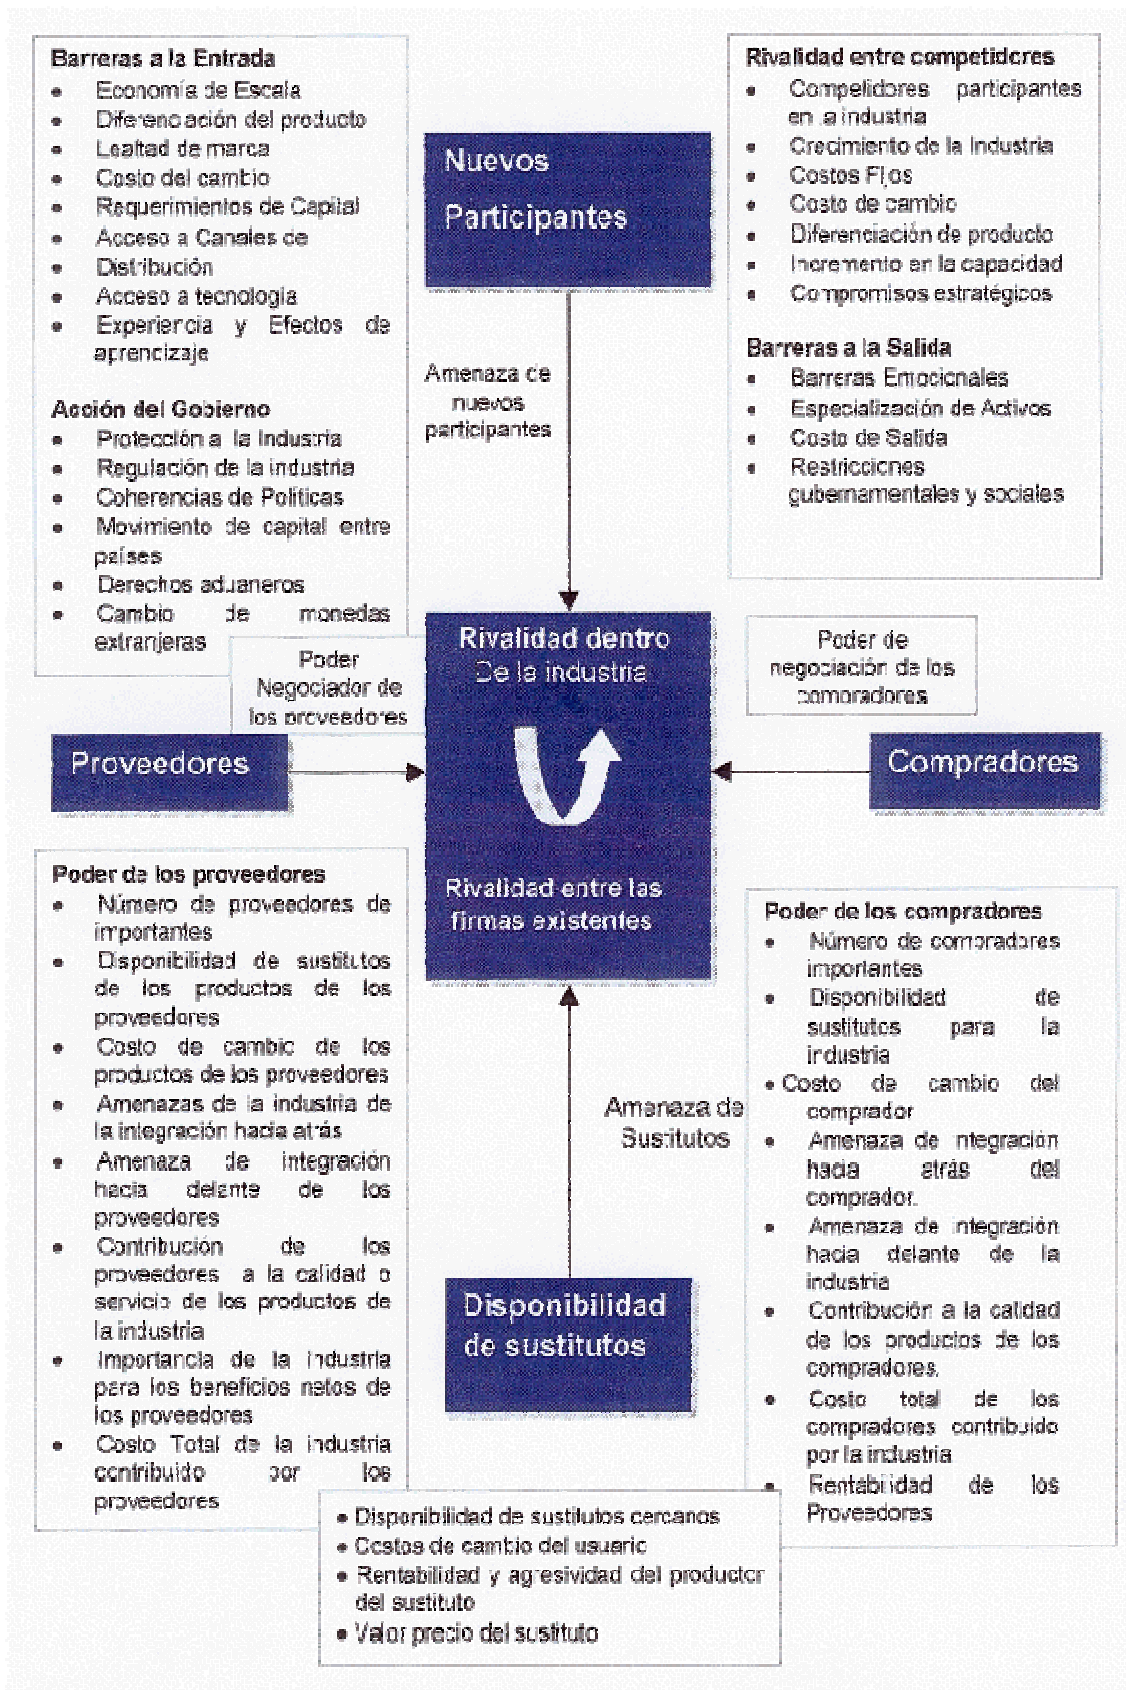 Barreras a la Entrada
• Economía de Escala
• Diferenciación del producto
• Lealtad de marca
• Costo del cambio
• Requerimientos de Capital
• Acceso a Canales de
• Distribución
• Acceso a tecnología
• Experiencia y Efectos de
aprendizaje
Acción del Gobierno
• Protección a la Industria
• Regulación de la industria
• Coherencias de Políticas
• Movimiento de capital entre
países
• Derechos aduaneros
• Cambio de monedas
extranjeras
Nuevos
Participantes
Amenaza de
nuevos
participantes
Rivalidad entre competidores
• Competidores participantes
en la industria
• Crecimiento de la Industria
• Costos Fijos
• Costo de cambio
• Diferenciación de producto
• Incremento en la capacidad
• Compromisos estratégicos
Barreras a la Salida
• Barreras Emocionales
• Especialización de Activos
• Costo de Salida
• Restricciones
gubernamentales y sociales
Poder
Negociador de
los proveedores
Proveedores
Rivalidad dentro
De la industria
Rivalidad entre las
firmas existentes
Poder de
negociación de los
compradores
Compradores
Poder de los proveedores
• Número de proveedores de
importantes
• Disponibilidad de sustitutos
de los productos de los
proveedores
• Costo de cambio de los
productos de los proveedores
• Amenazas de la industria de
la integración hacia atrás
• Amenaza de integración
hacia delante de los
proveedores
• Contribución de los
proveedores a la calidad o
servicio de los productos de
la industria
• Importancia de la industria
para los beneficios netos de
los proveedores
• Costo Total de la industria
contribuido por los
proveedores
Amenaza de
Sustitutos
Disponibilidad
de sustitutos
Poder de los compradores
• Número de compradores
importantes
• Disponibilidad de
sustitutos para la
industria
• Costo de cambio del
comprador
• Amenaza de integración
hacia atrás del
comprador.
• Amenaza de integración
hacia delante de la
industria
• Contribución a la calidad
de los productos de los
compradores.
• Costo total de los
compradores contribuido
por la industria
• Rentabilidad de los
Proveedores
• Disponibilidad de sustitutos cercanos
• Costos de cambio del usuario
• Rentabilidad y agresividad del productor
del sustituto
• Valor precio del sustituto